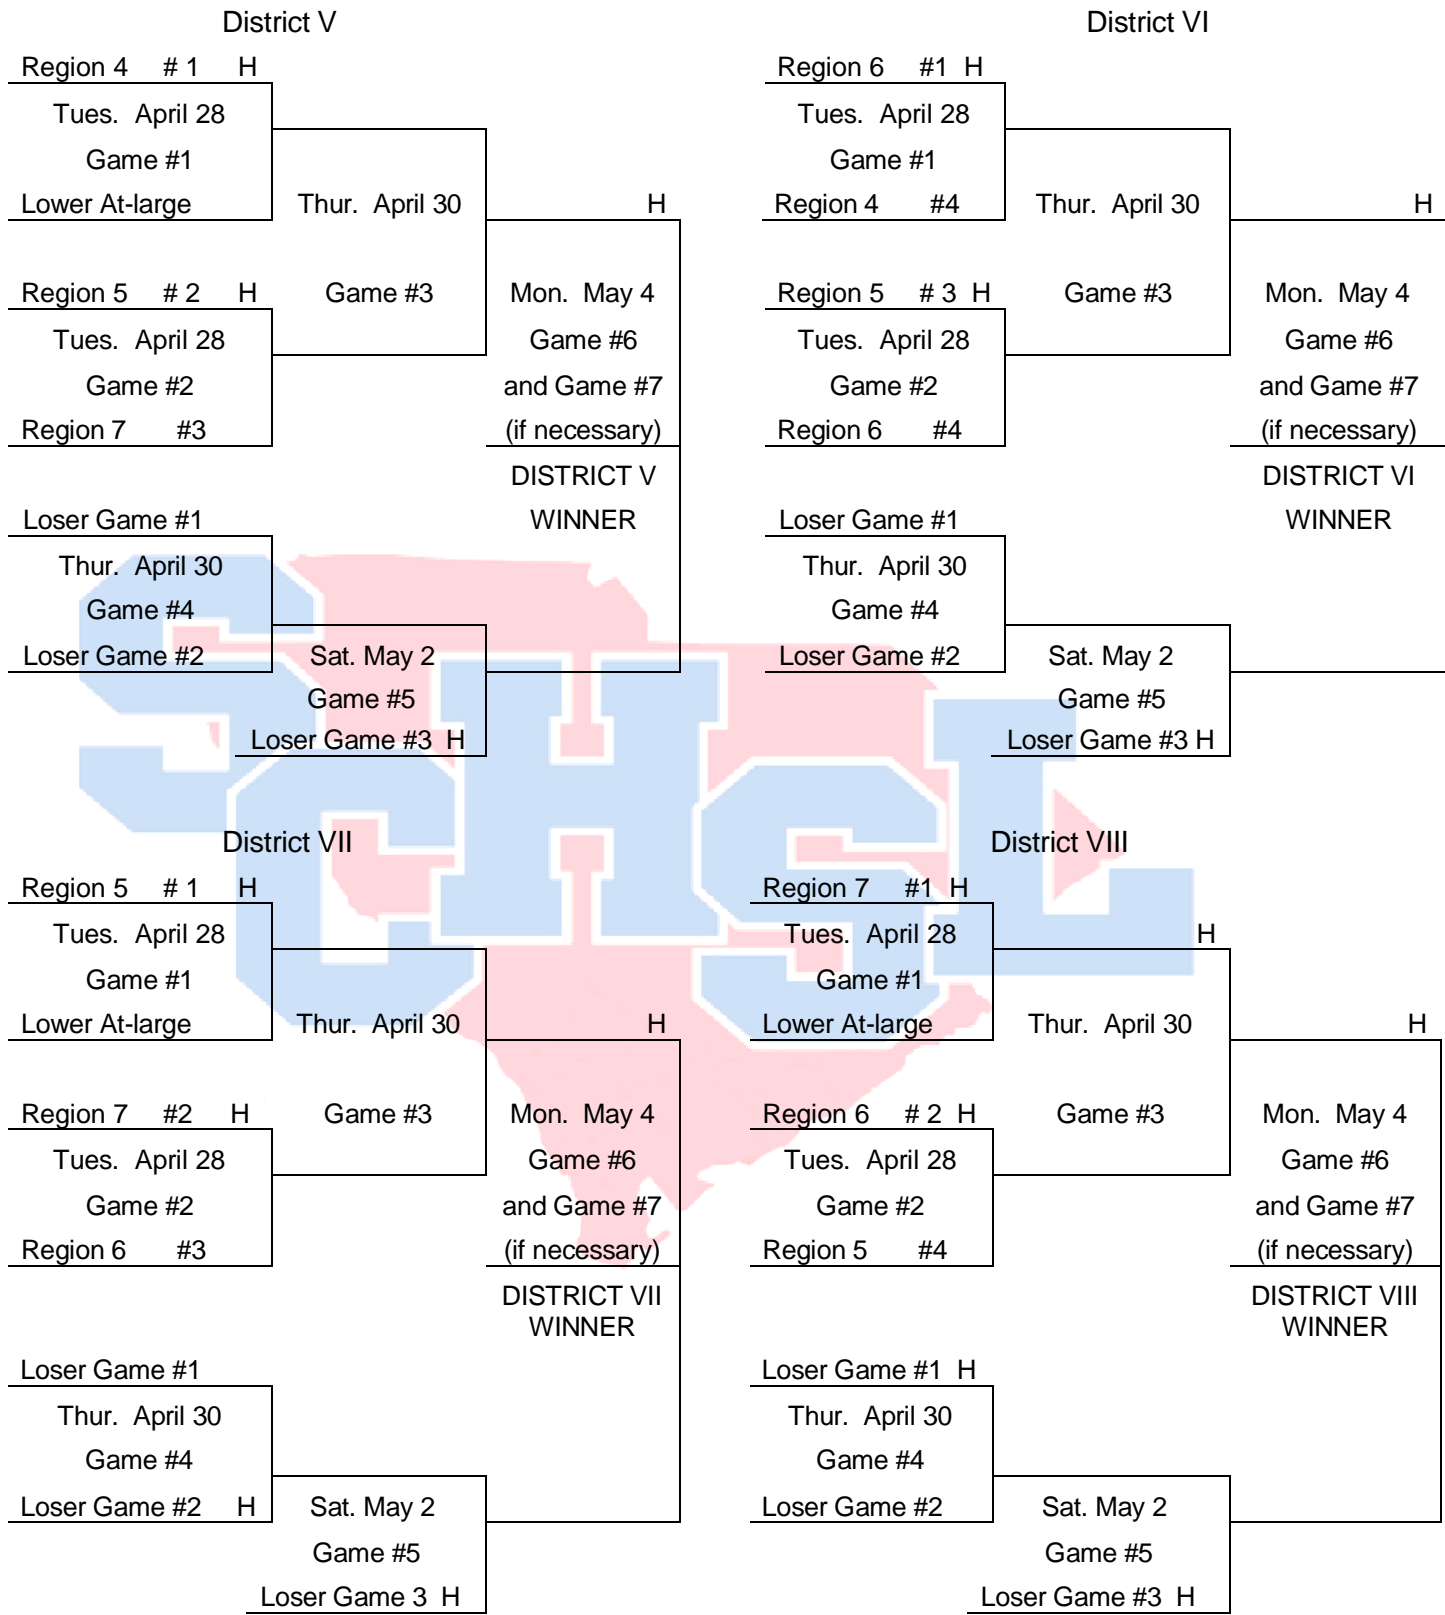 District V
Region 4 # 1 H
Tues. April 28
Game #1
Lower At-large
Thur. April 30
H
Region 5 # 2 H
Game #3
Mon. May 4
Tues. April 28
Game #6
Game #2
and Game #7
Region 7 #3
(if necessary)
DISTRICT V
WINNER
Loser Game #1
Thur. April 30
Game #4
Loser Game #2
Sat. May 2
Game #5
Loser Game #3 H
District VI
Region 6 #1 H
Tues. April 28
Game #1
Region 4 #4
Thur. April 30
H
Region 5 # 3 H
Game #3
Mon. May 4
Tues. April 28
Game #6
Game #2
and Game #7
Region 6 #4
(if necessary)
DISTRICT VI
WINNER
Loser Game #1
Thur. April 30
Game #4
Loser Game #2
Sat. May 2
Game #5
Loser Game #3 H
SCHSL
District VII
Region 5 # 1 H
Tues. April 28
Game #1
Lower At-large
Thur. April 30
H
Region 7 #2 H
Game #3
Mon. May 4
Tues. April 28
Game #6
Game #2
and Game #7
Region 6 #3
(if necessary)
DISTRICT VII
WINNER
Loser Game #1
Thur. April 30
Game #4
Loser Game #2 H
Sat. May 2
Game #5
Loser Game 3 H
District VIII
Region 7 #1 H
Tues. April 28
H
Game #1
Lower At-large
Thur. April 30
H
Region 6 # 2 H
Game #3
Mon. May 4
Tues. April 28
Game #6
Game #2
and Game #7
Region 5 #4
(if necessary)
DISTRICT VIII
WINNER
Loser Game #1 H
Thur. April 30
Game #4
Loser Game #2
Sat. May 2
Game #5
Loser Game #3 H